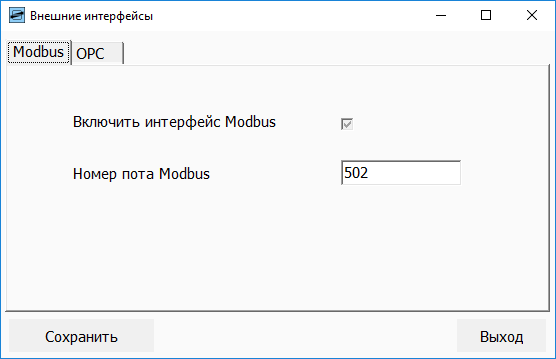 Внешние интерфейсы
Modbus OPC
Включить интерфейс Modbus
Номер пота Modbus 502
Сохранить Выход